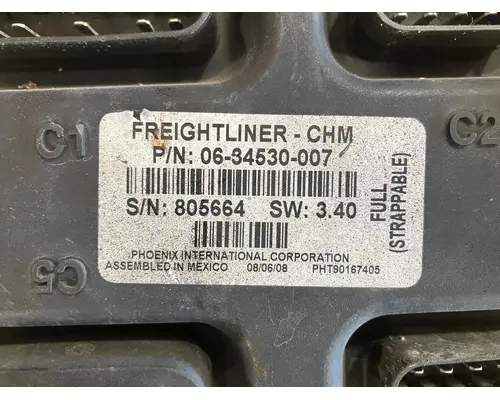 FREIGHTLINER - CHM
P/N: 06-34530-007
S/N: 805664 SW: 3.40
FULL
(STRAPPABLE)
PHOENIX INTERNATIONAL CORPORATION
ASSEMBLED IN MEXICO 08/06/08 PHT90167405
C1
C2
C5